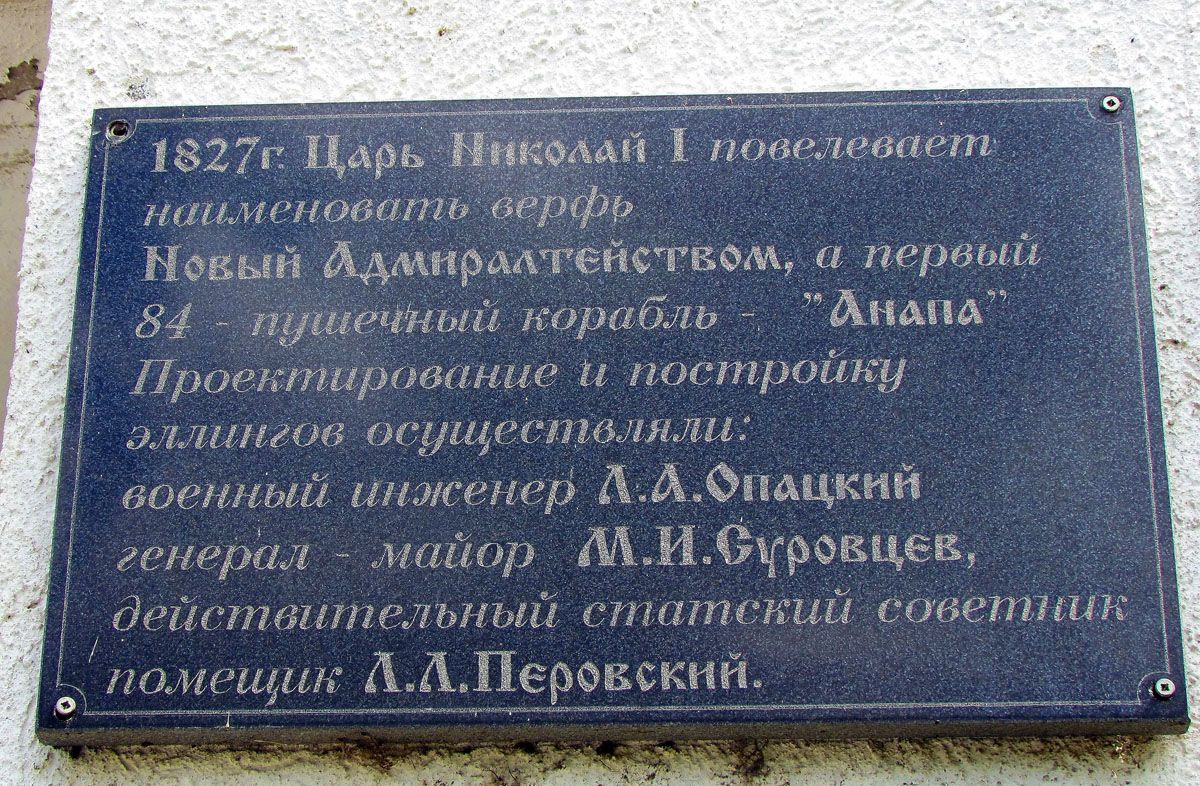 1827г. Царь Николай I повелевает
наименовать верфь
Новый Адмиралтейством, а первый
84 - пушечный корабль - "Анапа"
Проектирование и постройку
эллингов осуществляли:
военный инженер Л.А.Опацкий
генерал - майор М.И.Суровцев,
действительный статский советник
помещик Л.Л.Перовский.